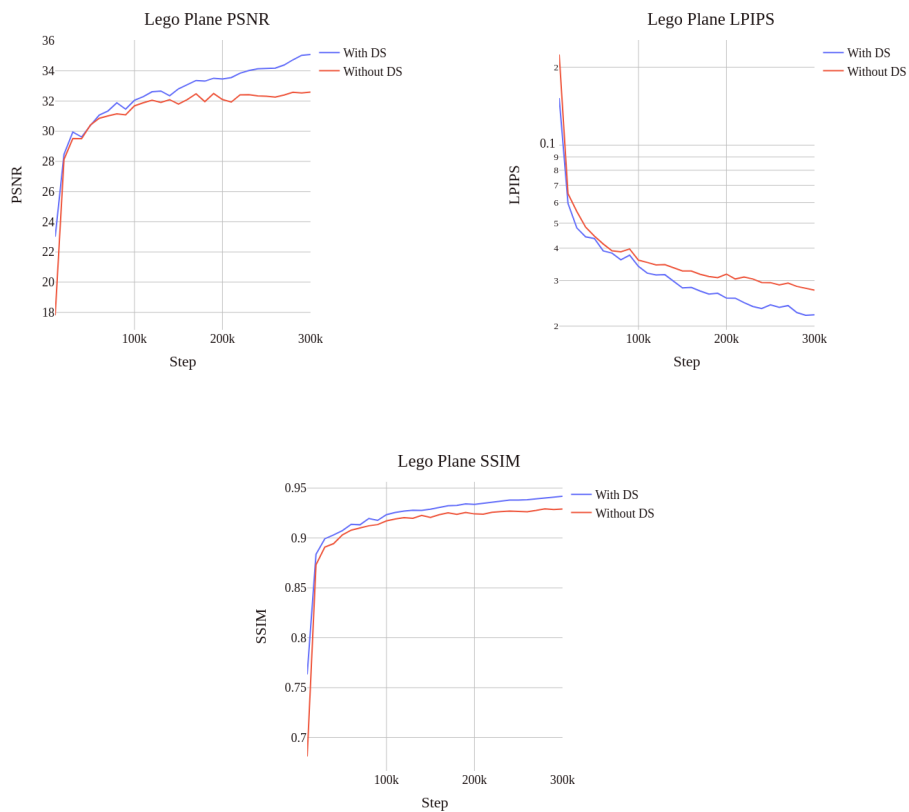 Lego Plane PSNR
36
34
32
30
28
26
24
22
20
18
PSNR
100k
200k
300k
Step
With DS
Without DS
Lego Plane LPIPS
2
0.1
9
8
7
6
5
4
3
2
LPIPS
100k
200k
300k
Step
With DS
Without DS
Lego Plane SSIM
0.95
0.9
0.85
0.8
0.75
0.7
SSIM
100k
200k
300k
Step
With DS
Without DS